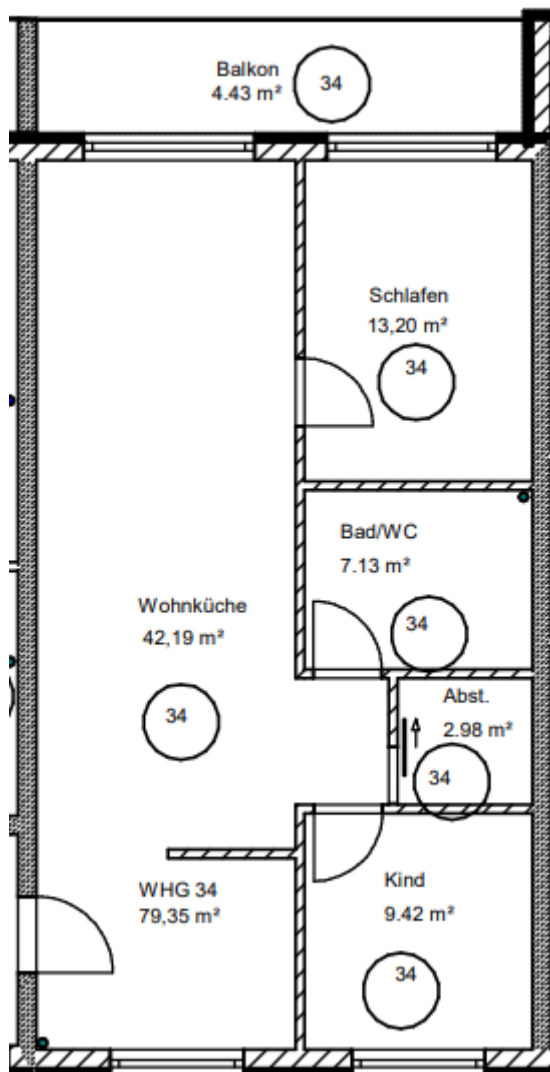 Balkon
4.43 m²
34
Schlafen
13,20 m²
34
Bad/WC
7.13 m²
34
Wohnküche
42,19 m²
34
Abst.
2.98 m²
34
WHG 34
79,35 m²
Kind
9.42 m²
34